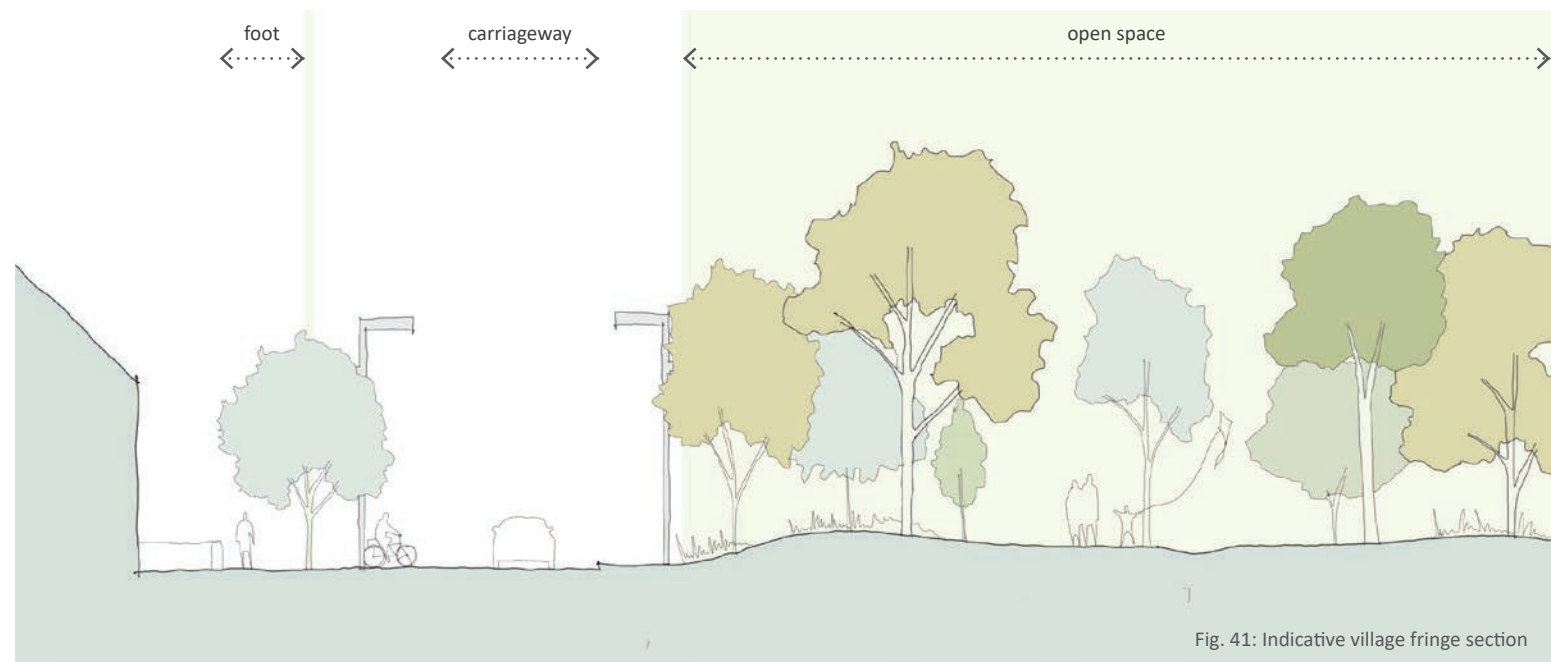 foot
carriageway
open space
Fig. 41: Indicative village fringe section